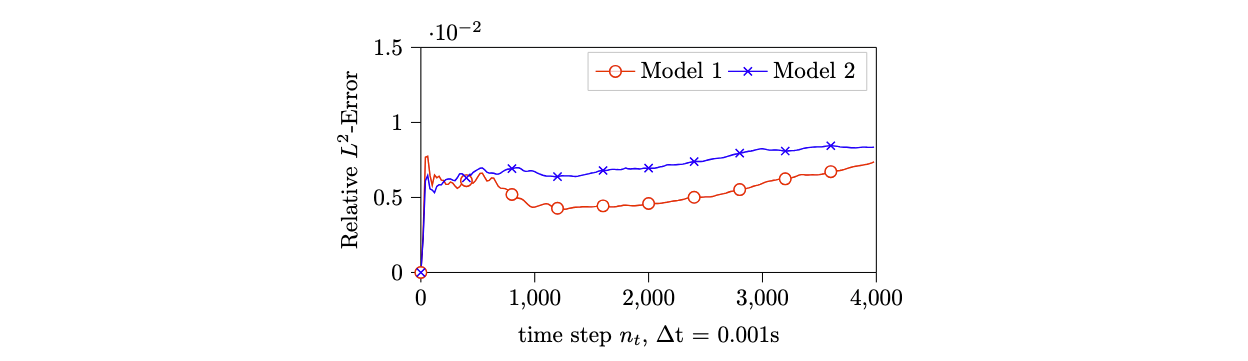 ·10⁻²
1.5
1
0.5
0
Relative L²-Error
Model 1 Model 2
0 1,000 2,000 3,000 4,000
time step nₜ, Δt = 0.001s